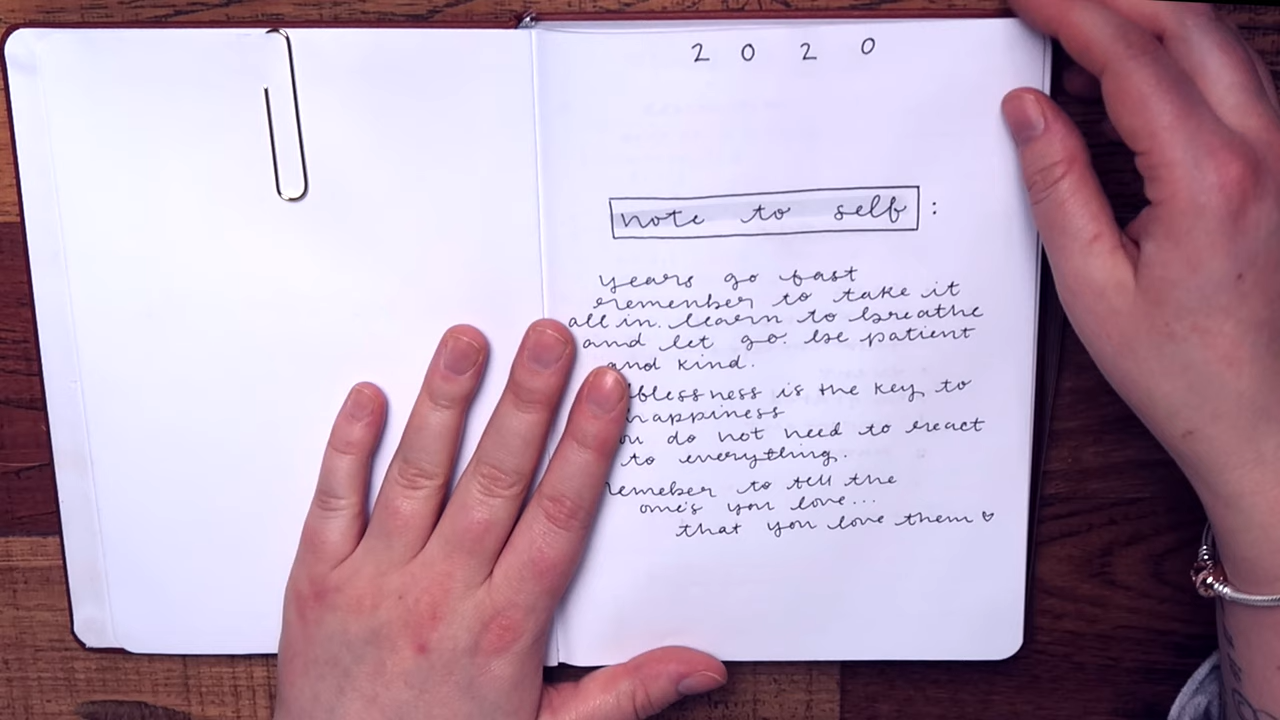 2 0 2 0
note to self :
years go fast
remember to take it
all in. learn to breathe
and let go. be patient
and kind.
is the key to
happiness
you do not need to react
to everything.
remeber to tell the
one's you love...
that you love them ♡